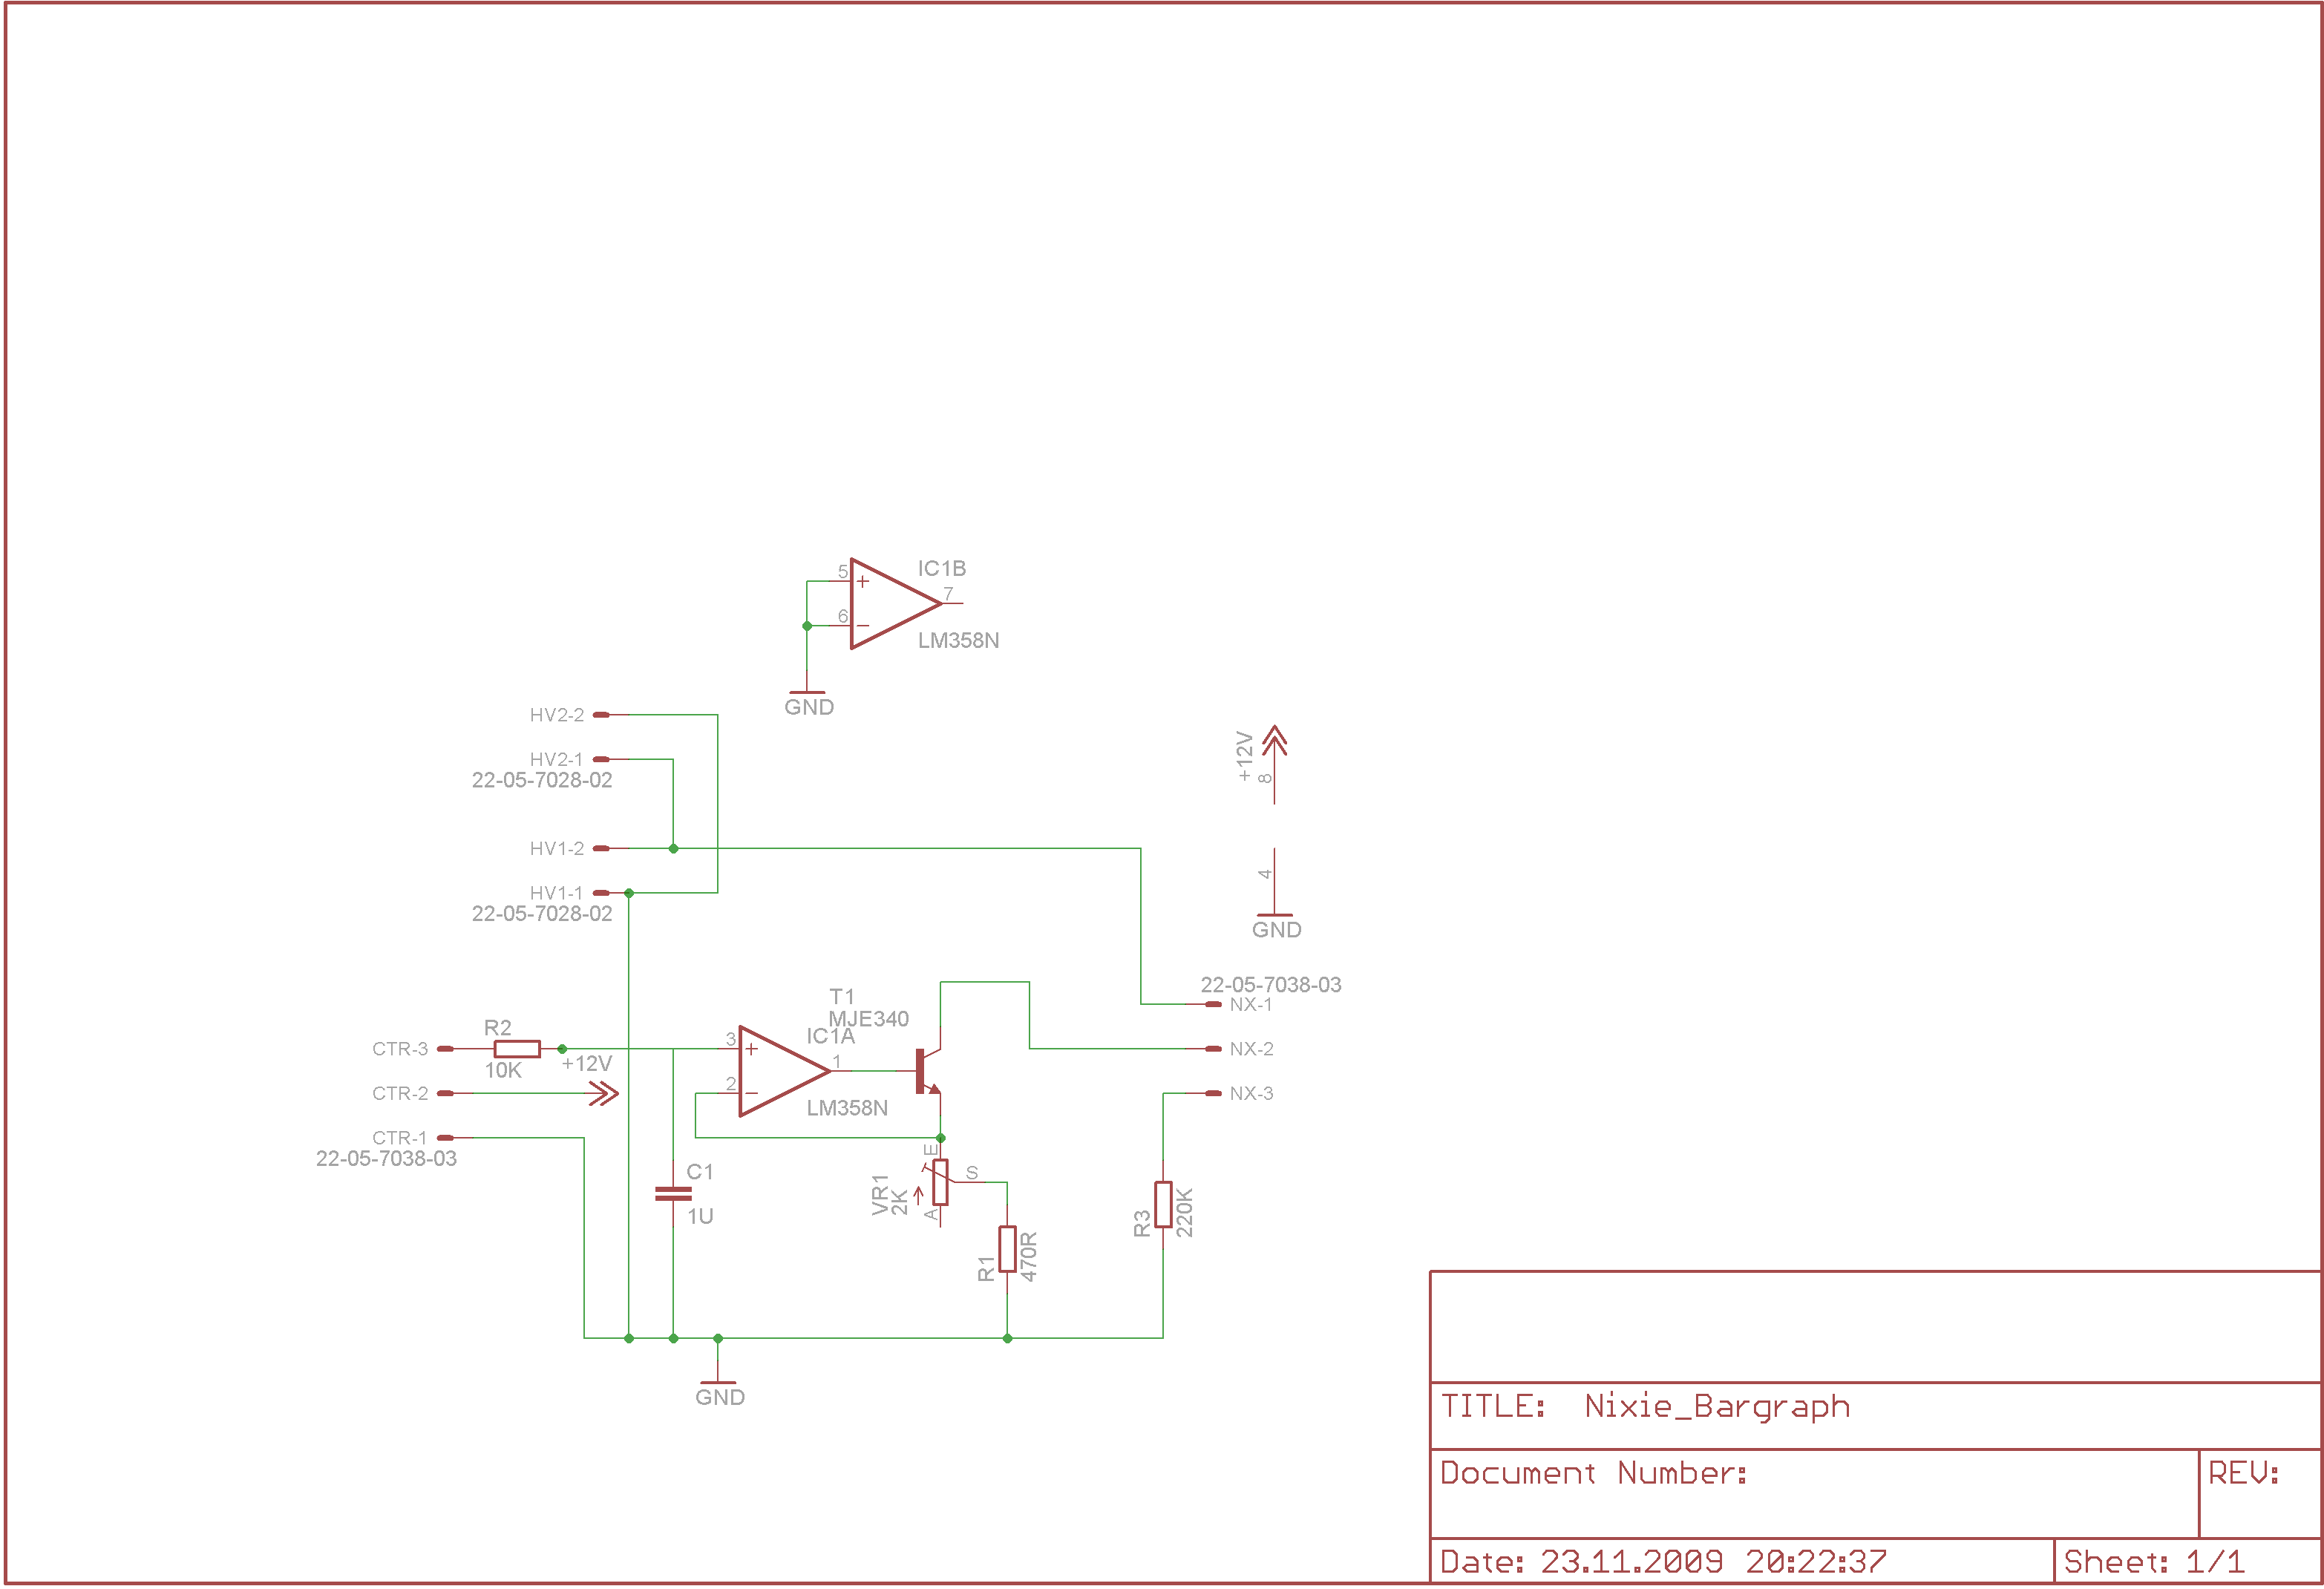 IC1B
5
+
7
6
−
LM358N
GND
HV2-2
HV2-1
22-05-7028-02
HV1-2
HV1-1
22-05-7028-02
+12V
8
4
GND
22-05-7038-03
NX-1
NX-2
NX-3
T1
MJE340
IC1A
3
+
1
2
−
LM358N
R2
10K
+12V
CTR-3
CTR-2
CTR-1
22-05-7038-03
C1
1U
E
S
A
VR1
2K
R1
470R
R3
220K
GND
TITLE: Nixie_Bargraph
Document Number:
REV:
Date: 23.11.2009 20:22:37
Sheet: 1/1